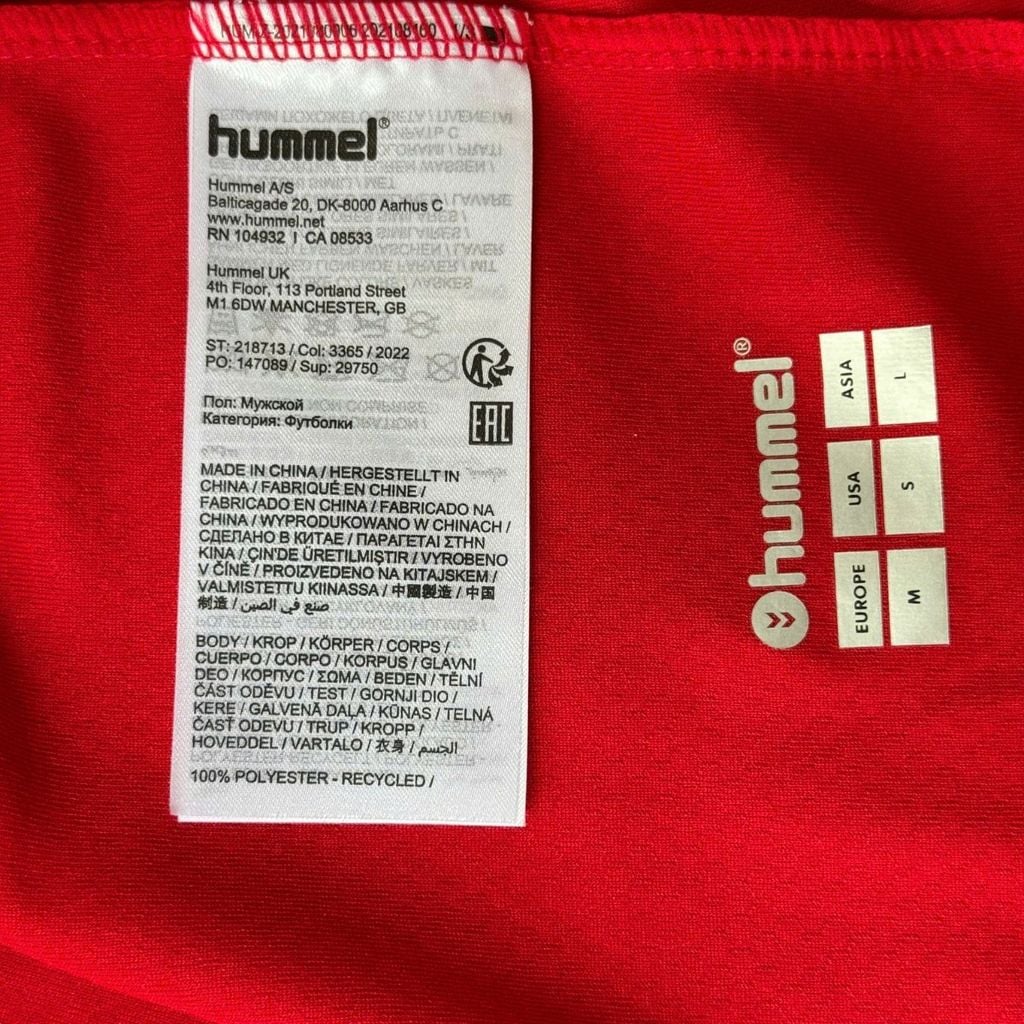 hummel®
Hummel A/S
Balticagade 20, DK-8000 Aarhus C
www.hummel.net
RN 104932 | CA 08533
Hummel UK
4th Floor, 113 Portland Street
M1 6DW MANCHESTER, GB
ST: 218713 / Col: 3365 / 2022
PO: 147089 / Sup: 29750
Пол: Мужской
Категория: Футболки
EAC
MADE IN CHINA / HERGESTELLT IN
CHINA / FABRIQUÉ EN CHINE /
FABRICADO EN CHINA / FABRICADO NA
CHINA / WYPRODUKOWANO W CHINACH /
СДЕЛАНО В КИТАЕ / ΠΑΡΑΓΕΤΑΙ ΣΤΗΝ
ΚΙΝΑ / ÇIN'DE ÜRETILMIŞTIR / VYROBENO
V ČÍNĚ / PROIZVEDENO NA KITAJSKEM /
VALMISTETTU KIINASSA / 中國製造 / 中国
制造 / صنع في الصين
BODY / KROP / KÖRPER / CORPS /
CUERPO / CORPO / KORPUS / GLAVNI
DEO / КОРПУС / ΣΩΜΑ / BEDEN / TĚLNÍ
ČÁST ODĚVU / TEST / GORNJI DIO /
KERE / GALVENĀ DAĻA / KŪNAS / TELNÁ
ČASŤ ODEVU / TRUP / KROPP /
HOVEDDEL / VARTALO / 衣身 / الجسم
100% POLYESTER - RECYCLED /
hummel®
ASIA L
USA S
EUROPE M